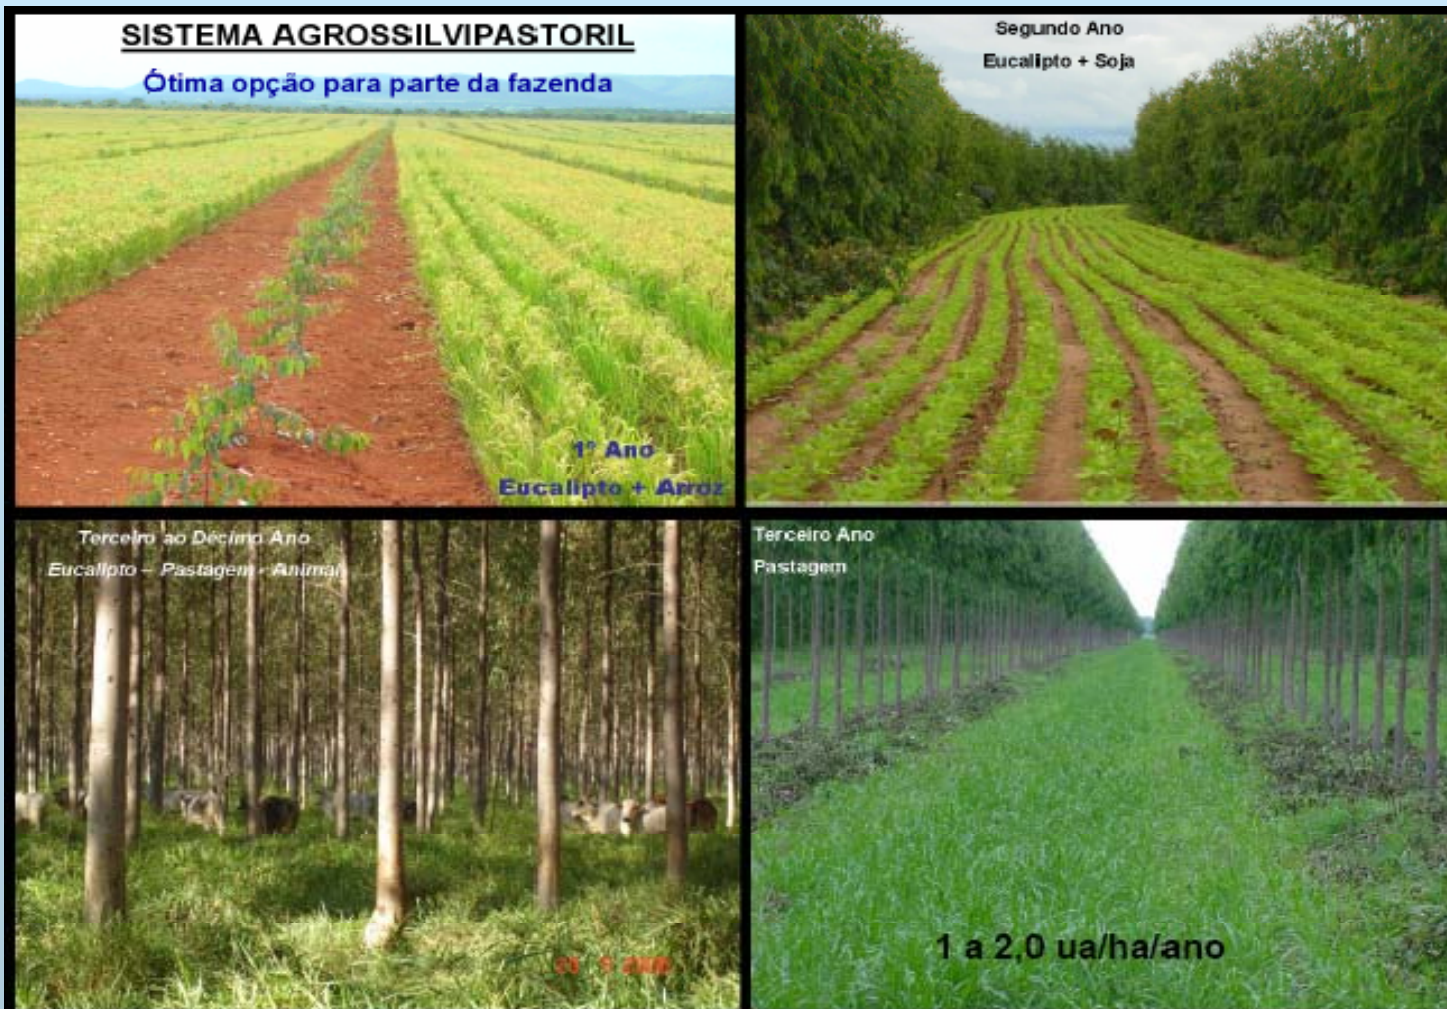 SISTEMA AGROSSILVIPASTORIL
Ótima opção para parte da fazenda
1º Ano
Eucalipto + Arroz
Segundo Ano
Eucalipto + Soja
Terceiro ao Décimo Ano
Eucalipto – Pastagem - Animal
Terceiro Ano
Pastagem
1 a 2,0 ua/ha/ano